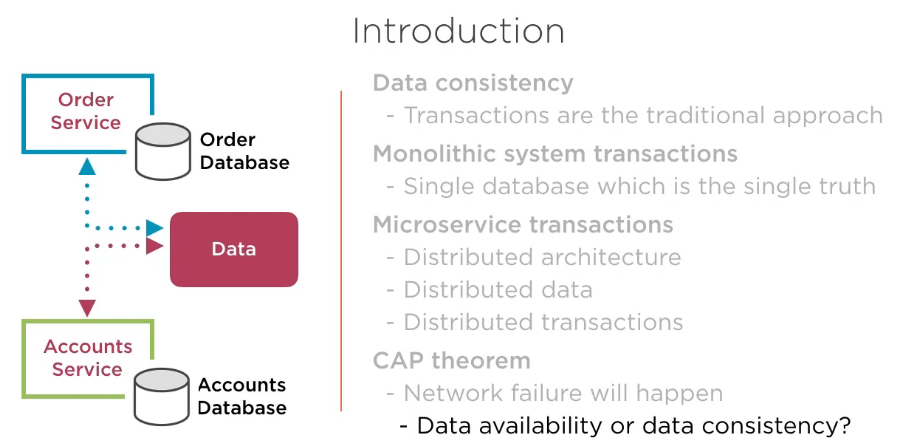 Introduction
Order
Service
Order
Database
Data
Accounts
Service
Accounts
Database
Data consistency
- Transactions are the traditional approach
Monolithic system transactions
- Single database which is the single truth
Microservice transactions
- Distributed architecture
- Distributed data
- Distributed transactions
CAP theorem
- Network failure will happen
- Data availability or data consistency?